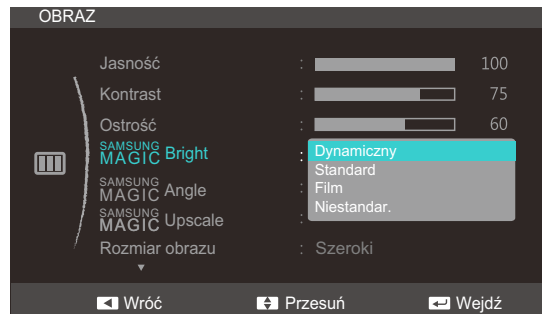 OBRAZ
Jasność : 100
Kontrast : 75
Ostrość : 60
SAMSUNG MAGIC Bright : Dynamiczny
Standard
Film
Niestandar.
SAMSUNG MAGIC Angle :
SAMSUNG MAGIC Upscale :
Rozmiar obrazu : Szeroki
Wróć Przesuń Wejdź